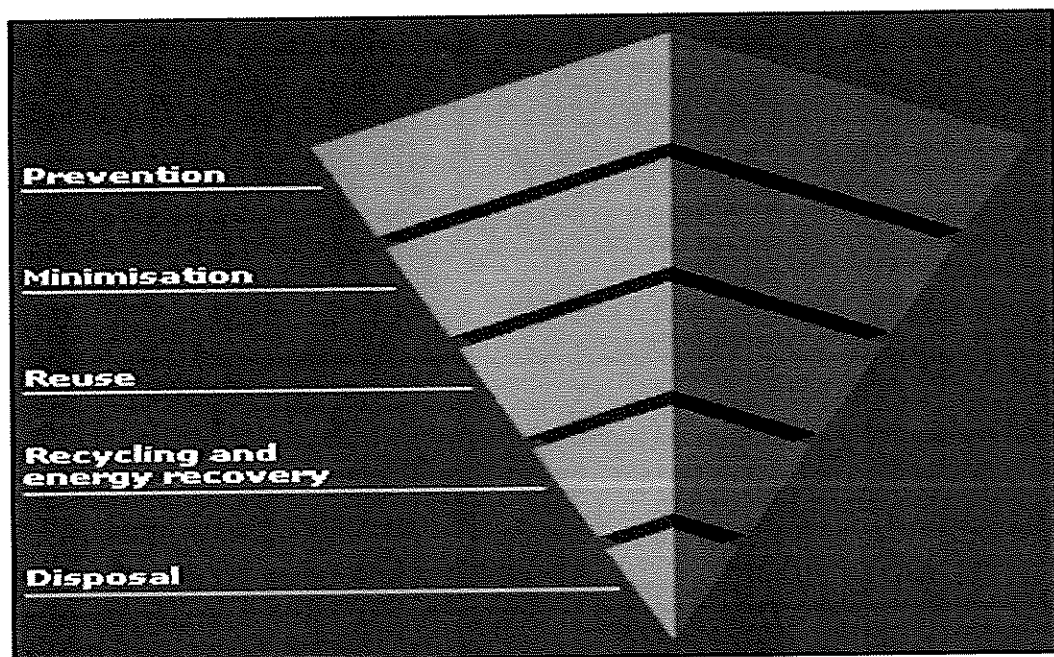 Prevention
Minimisation
Reuse
Recycling and
energy recovery
Disposal